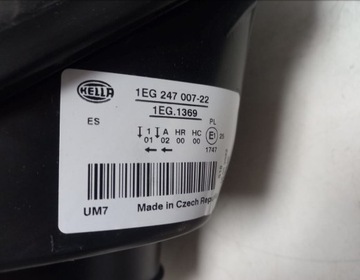 HELLA
1EG 247 007-22
1EG.1369
ES
PL
1 A HR HC E1
01 02 00 00
1747
UM7
Made in Czech